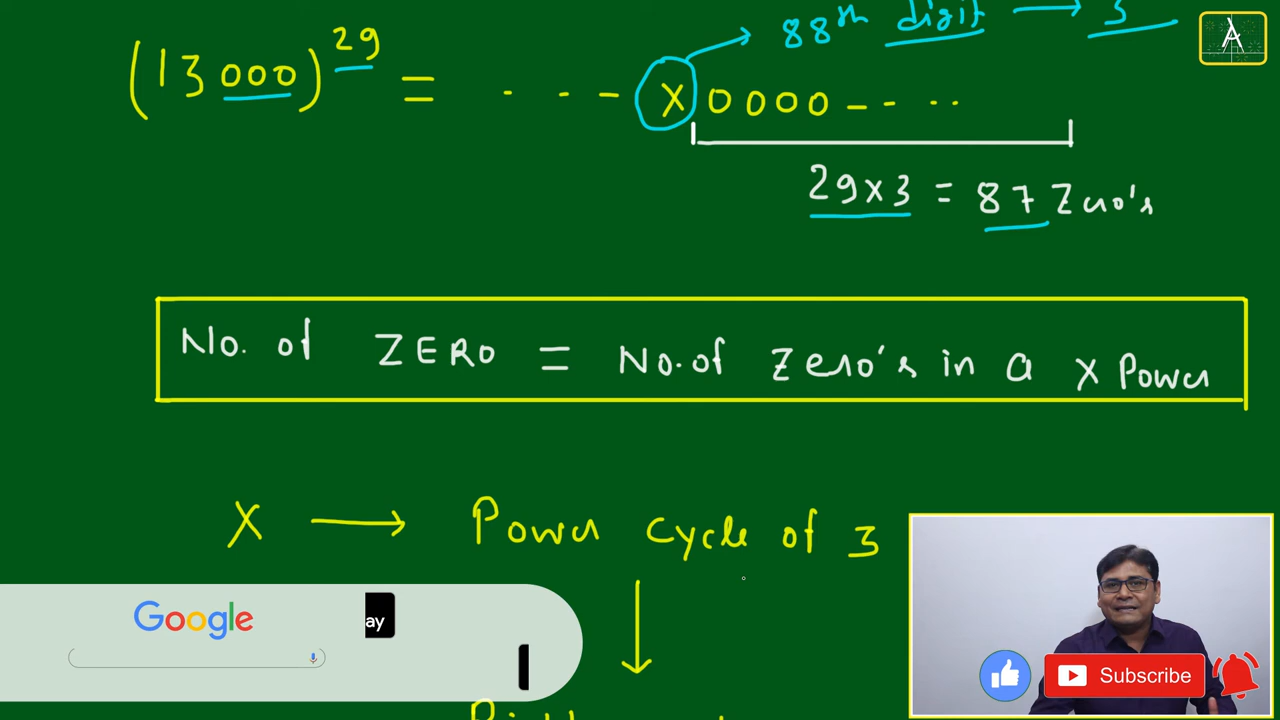 88th digit → 3
(13000)^29 = . . . – X0000 – – . . .
29x3 = 87 Zero's
No. of ZERO = No. of Zero's in a x Power
X → Power cycle of 3
Google
ay
Subscribe